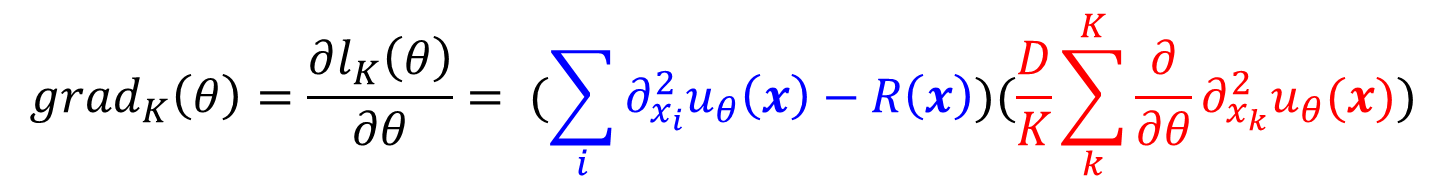 grad_K(θ) = ∂l_K(θ)/∂θ = (∑_i ∂²_{x_i} u_θ(𝒙) − R(𝒙))(D/K ∑_k^K ∂/∂θ ∂²_{x_k} u_θ(𝒙))